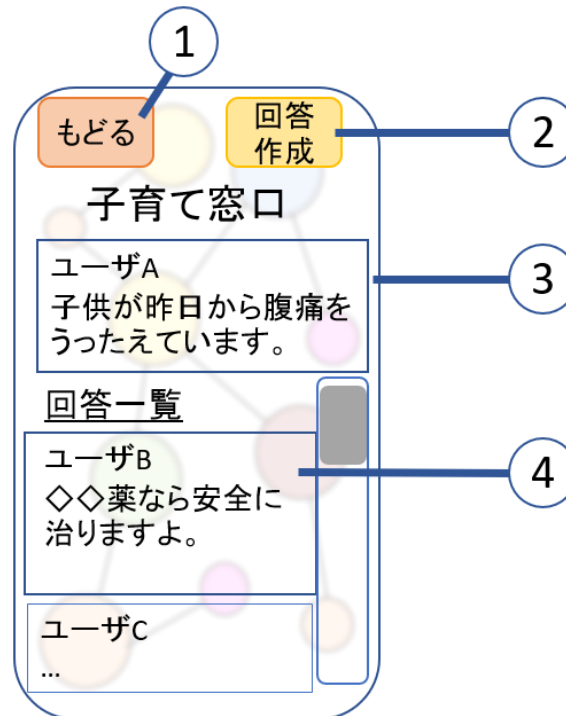 1
もどる
回答
作成
2
子育て窓口
ユーザA
子供が昨日から腹痛を
うったえています。
3
回答一覧
ユーザB
◇◇薬なら安全に
治りますよ。
4
ユーザC
...